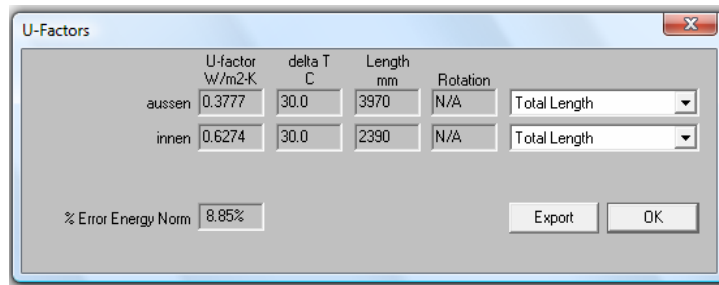 U-Factors
U-factor delta T Length
W/m2-K C mm Rotation
aussen 0.3777 30.0 3970 N/A Total Length
innen 0.6274 30.0 2390 N/A Total Length
% Error Energy Norm 8.85% Export OK